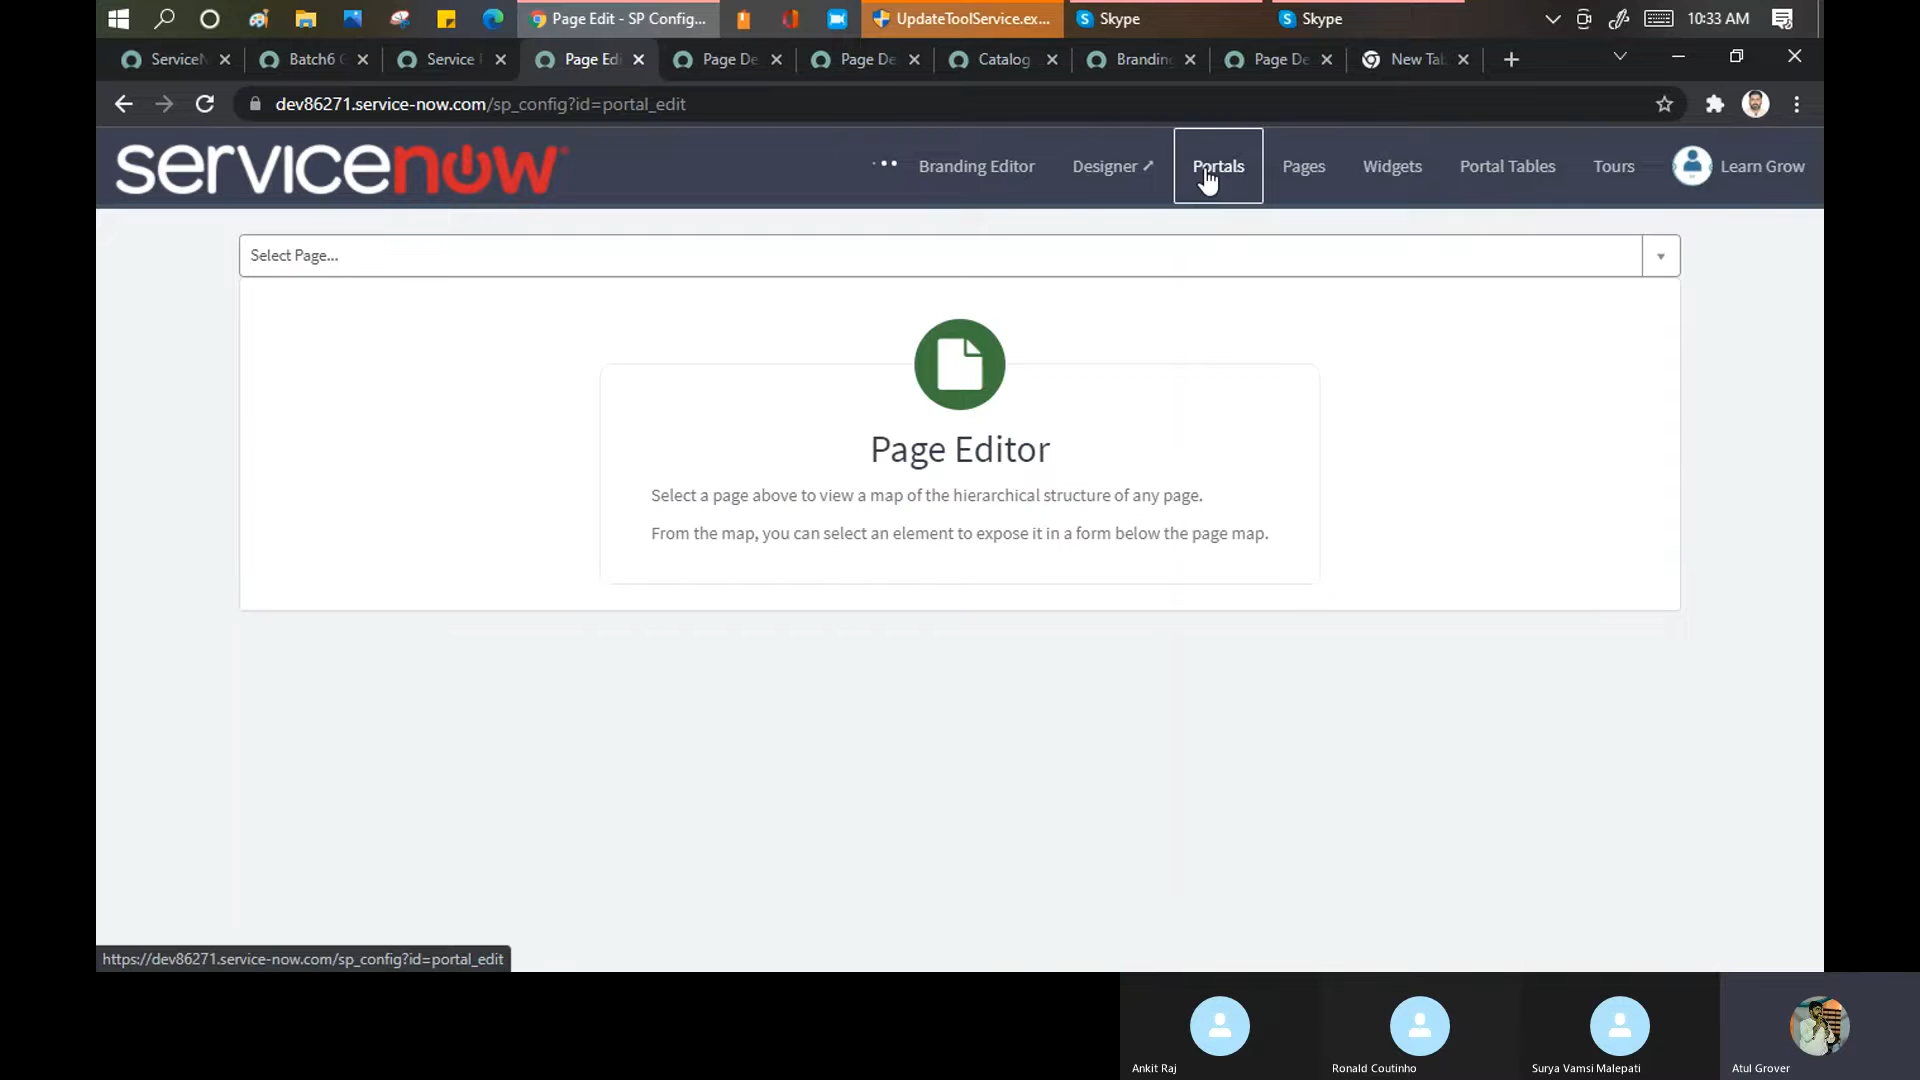 Page Edit - SP Config...
UpdateToolService.ex...
Skype
Skype
10:33 AM
ServiceN
Batch6
Service
Page Edi
Page De
Page De
Catalog
Branding
Page De
New Tab
dev86271.service-now.com/sp_config?id=portal_edit
servicenow
Branding Editor
Designer
Portals
Pages
Widgets
Portal Tables
Tours
Learn Grow
Select Page...
Page Editor
Select a page above to view a map of the hierarchical structure of any page.
From the map, you can select an element to expose it in a form below the page map.
https://dev86271.service-now.com/sp_config?id=portal_edit
Ankit Raj
Ronald Coutinho
Surya Vamsi Malepati
Atul Grover